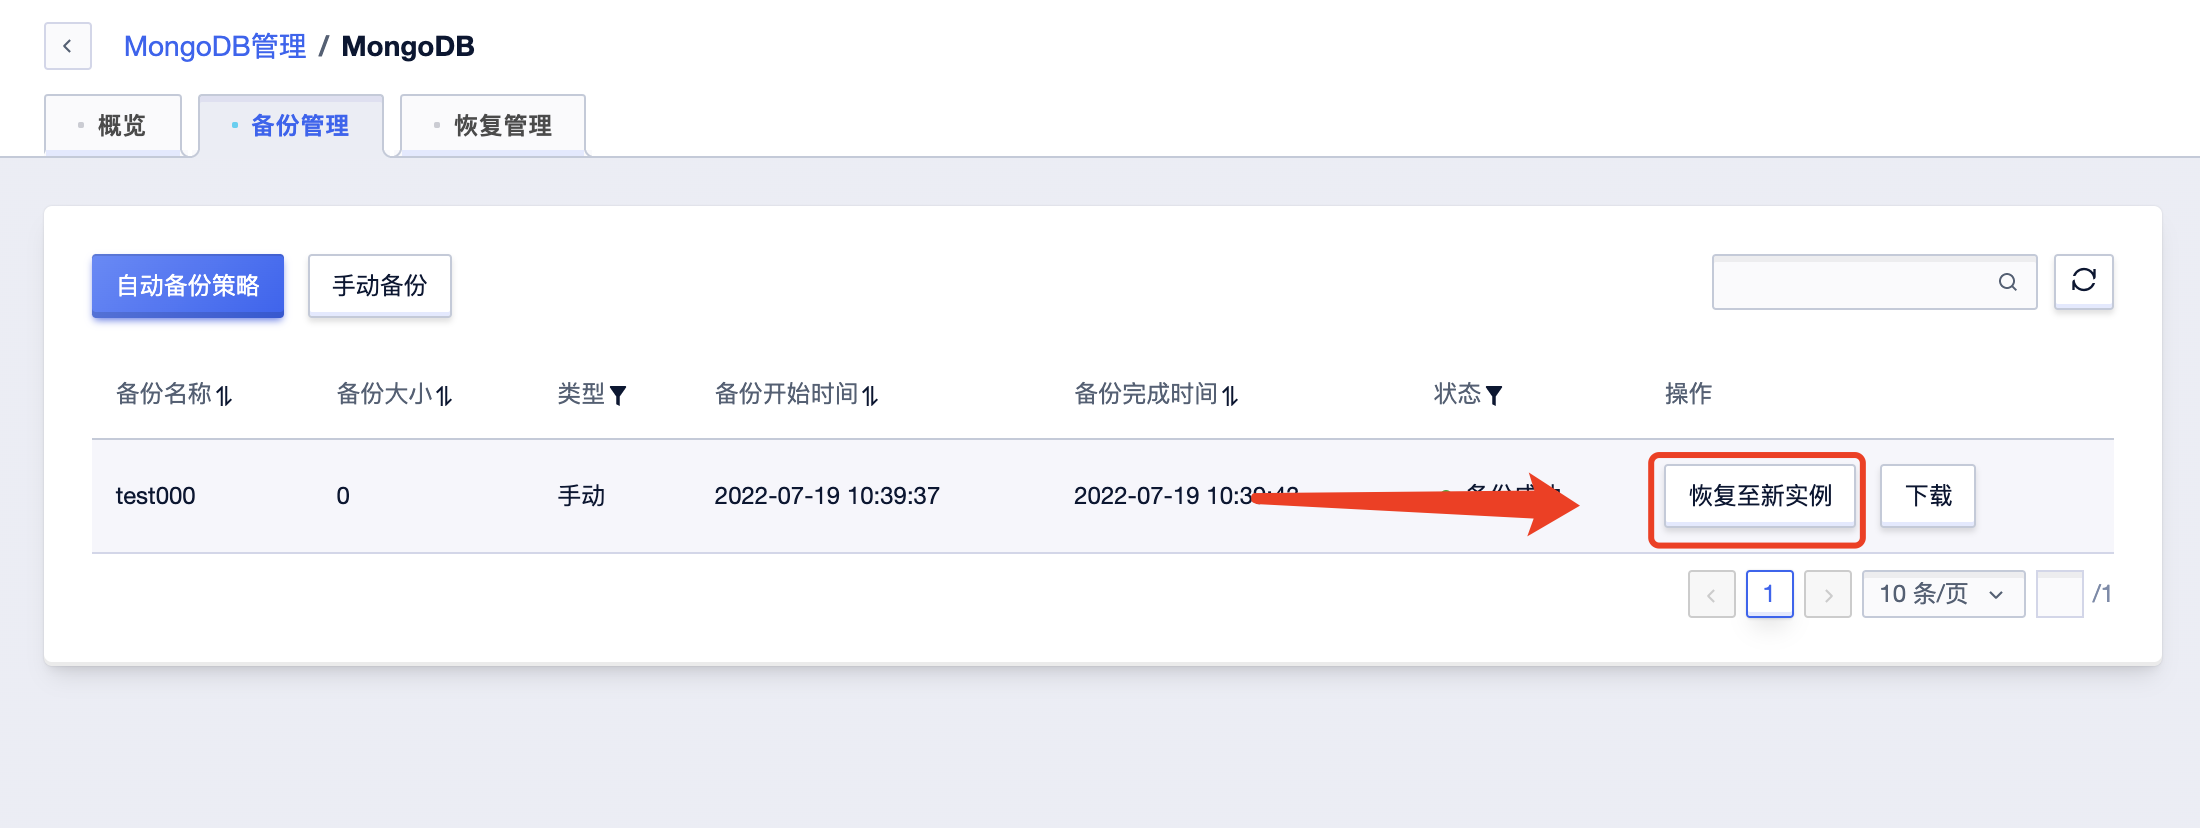 MongoDB管理 / MongoDB
概览 备份管理 恢复管理
自动备份策略 手动备份
备份名称 备份大小 类型 备份开始时间 备份完成时间 状态 操作
test000 0 手动 2022-07-19 10:39:37 2022-07-19 恢复至新实例 下载
1 10 条/页 /1